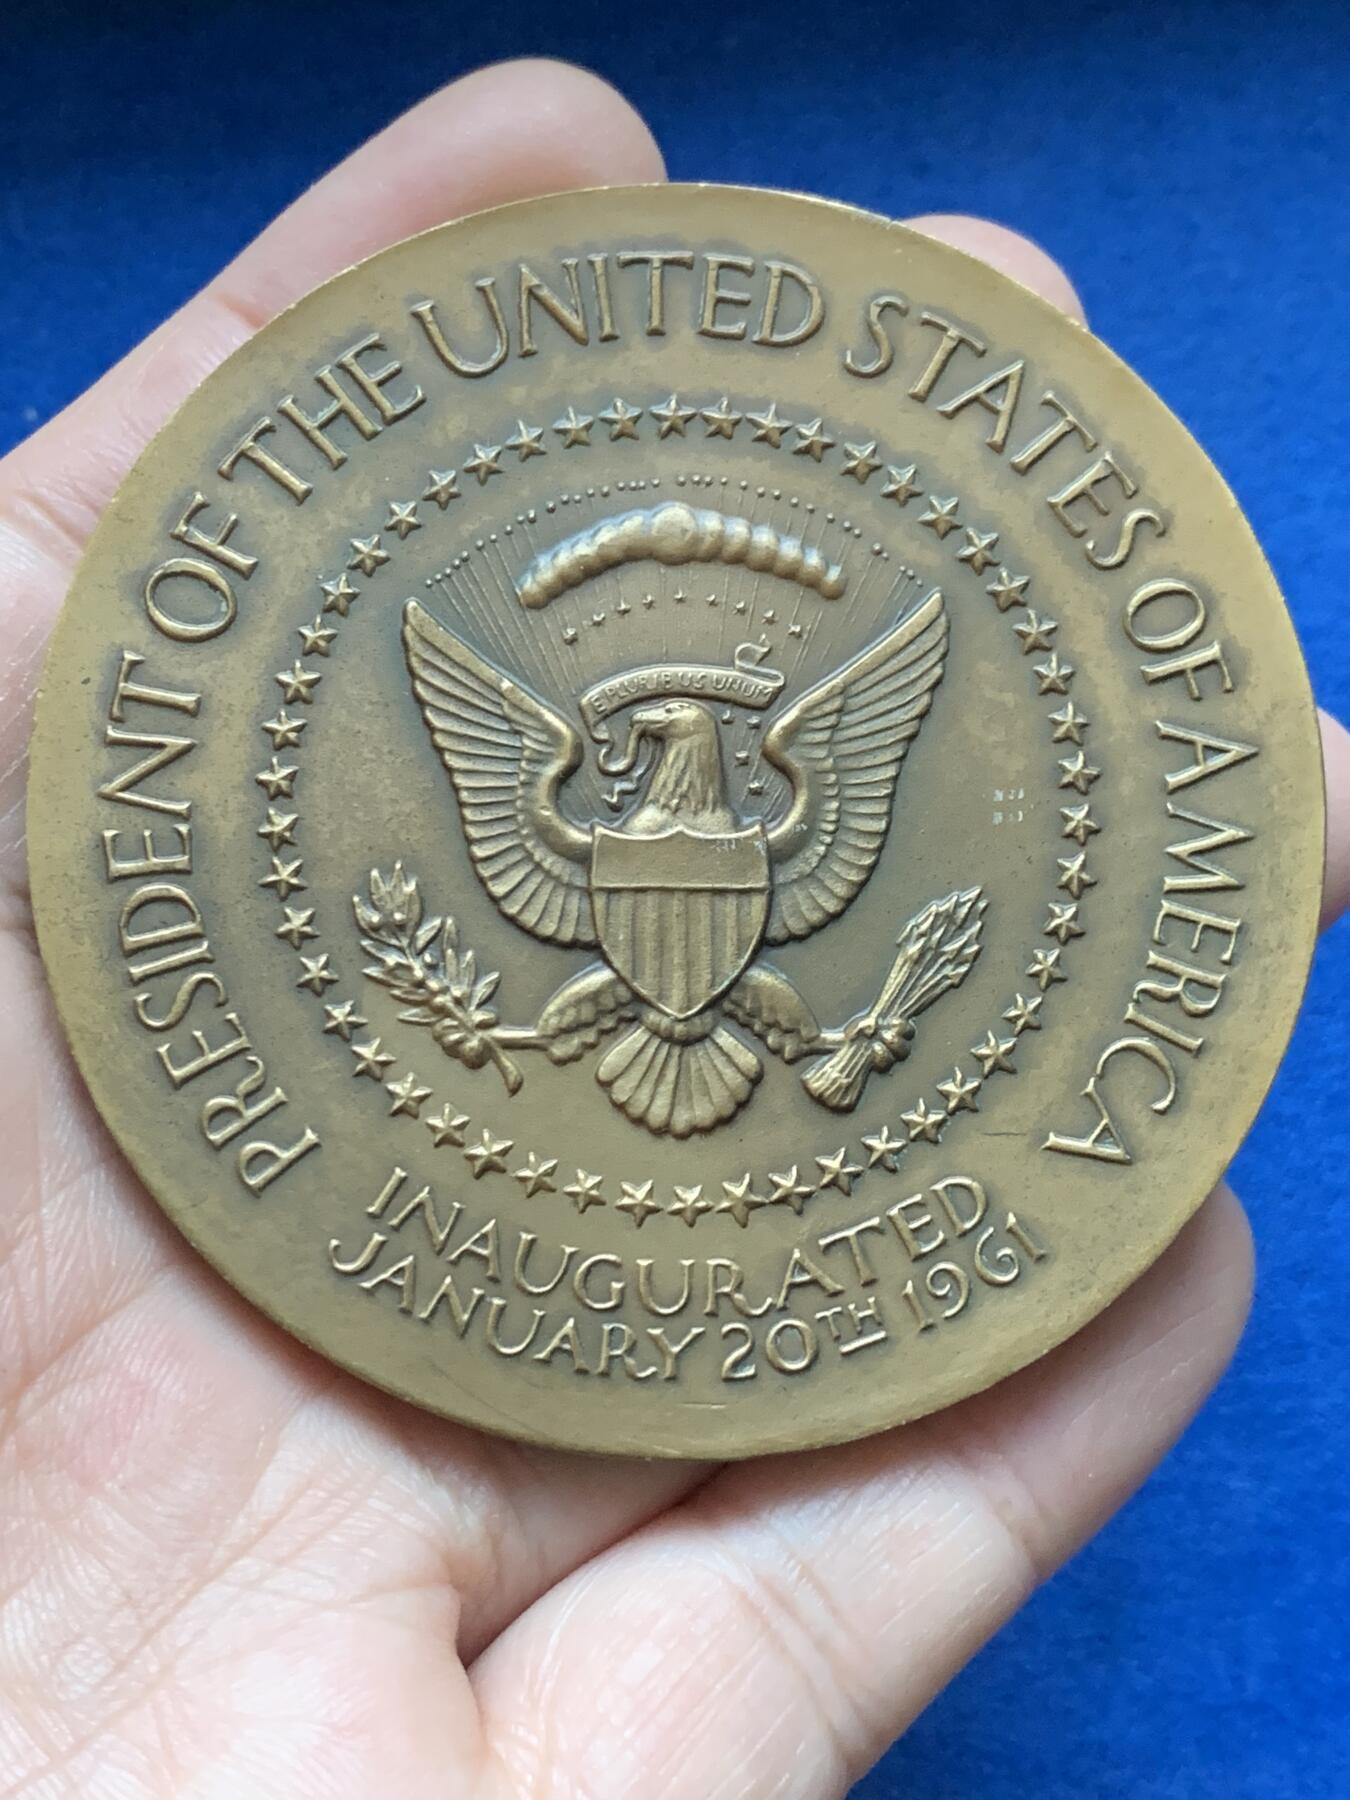 PRESIDENT OF THE UNITED STATES OF AMERICA
E PLURIBUS UNUM
INAUGURATED
JANUARY 20TH 1961